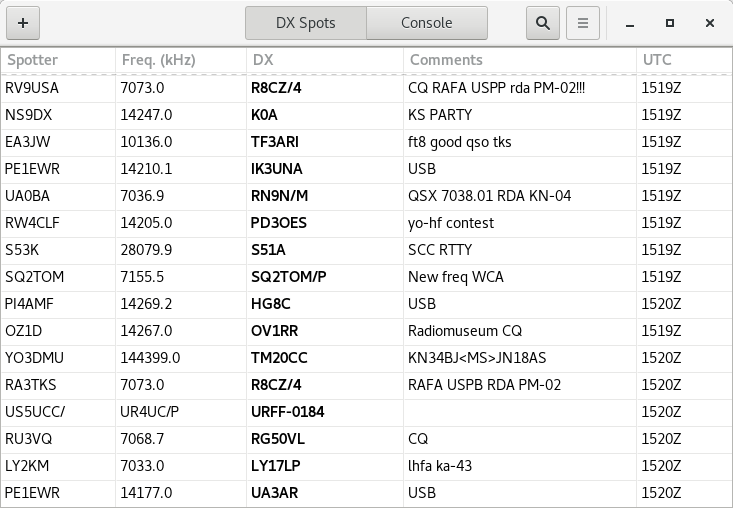 DX Spots Console
Spotter Freq. (kHz) DX Comments UTC
RV9USA 7073.0 R8CZ/4 CQ RAFA USPP rda PM-02!!! 1519Z
NS9DX 14247.0 K0A KS PARTY 1519Z
EA3JW 10136.0 TF3ARI ft8 good qso tks 1519Z
PE1EWR 14210.1 IK3UNA USB 1519Z
UA0BA 7036.9 RN9N/M QSX 7038.01 RDA KN-04 1519Z
RW4CLF 14205.0 PD3OES yo-hf contest 1519Z
S53K 28079.9 S51A SCC RTTY 1519Z
SQ2TOM 7155.5 SQ2TOM/P New freq WCA 1519Z
PI4AMF 14269.2 HG8C USB 1520Z
OZ1D 14267.0 OV1RR Radiomuseum CQ 1519Z
YO3DMU 144399.0 TM20CC KN34BJ<MS>JN18AS 1520Z
RA3TKS 7073.0 R8CZ/4 RAFA USPB RDA PM-02 1520Z
US5UCC/ UR4UC/P URFF-0184 1520Z
RU3VQ 7068.7 RG50VL CQ 1520Z
LY2KM 7033.0 LY17LP lhfa ka-43 1520Z
PE1EWR 14177.0 UA3AR USB 1520Z